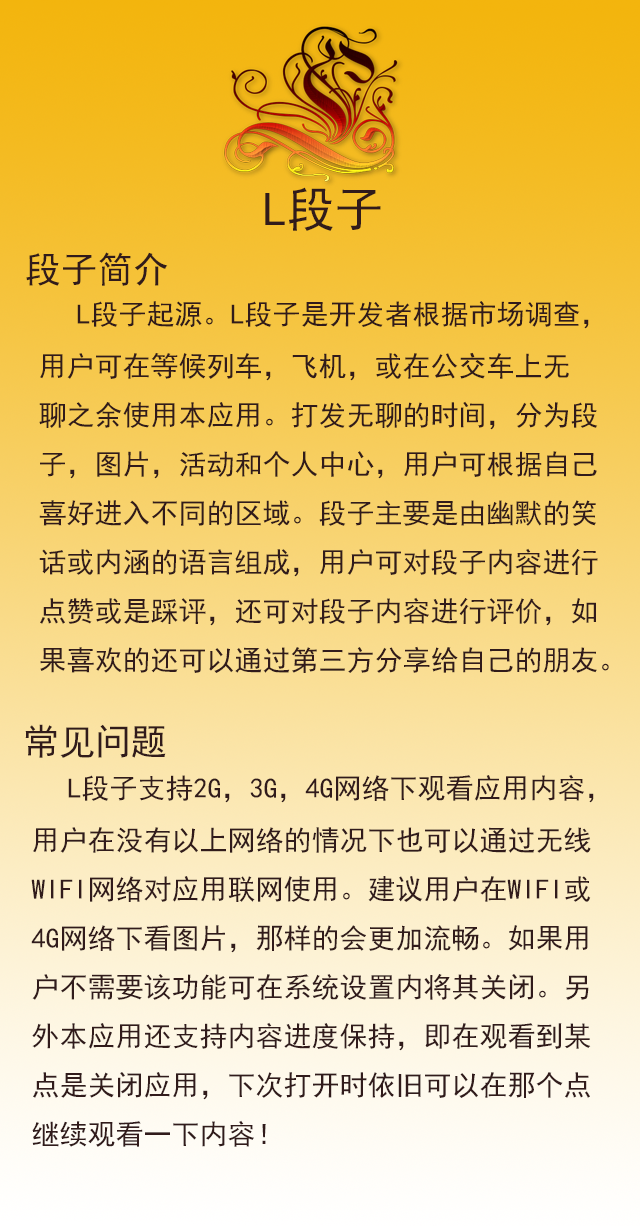 L段子
段子简介
L段子起源。L段子是开发者根据市场调查,
用户可在等候列车，飞机，或在公交车上无
聊之余使用本应用。打发无聊的时间，分为段
子，图片，活动和个人中心，用户可根据自己
喜好进入不同的区域。段子主要是由幽默的笑
话或内涵的语言组成，用户可对段子内容进行
点赞或是踩评，还可对段子内容进行评价，如
果喜欢的还可以通过第三方分享给自己的朋友。
常见问题
L段子支持2G，3G，4G网络下观看应用内容，
用户在没有以上网络的情况下也可以通过无线
WIFI网络对应用联网使用。建议用户在WIFI或
4G网络下看图片，那样的会更加流畅。如果用
户不需要该功能可在系统设置内将其关闭。另
外本应用还支持内容进度保持，即在观看到某
点是关闭应用，下次打开时依旧可以在那个点
继续观看一下内容！